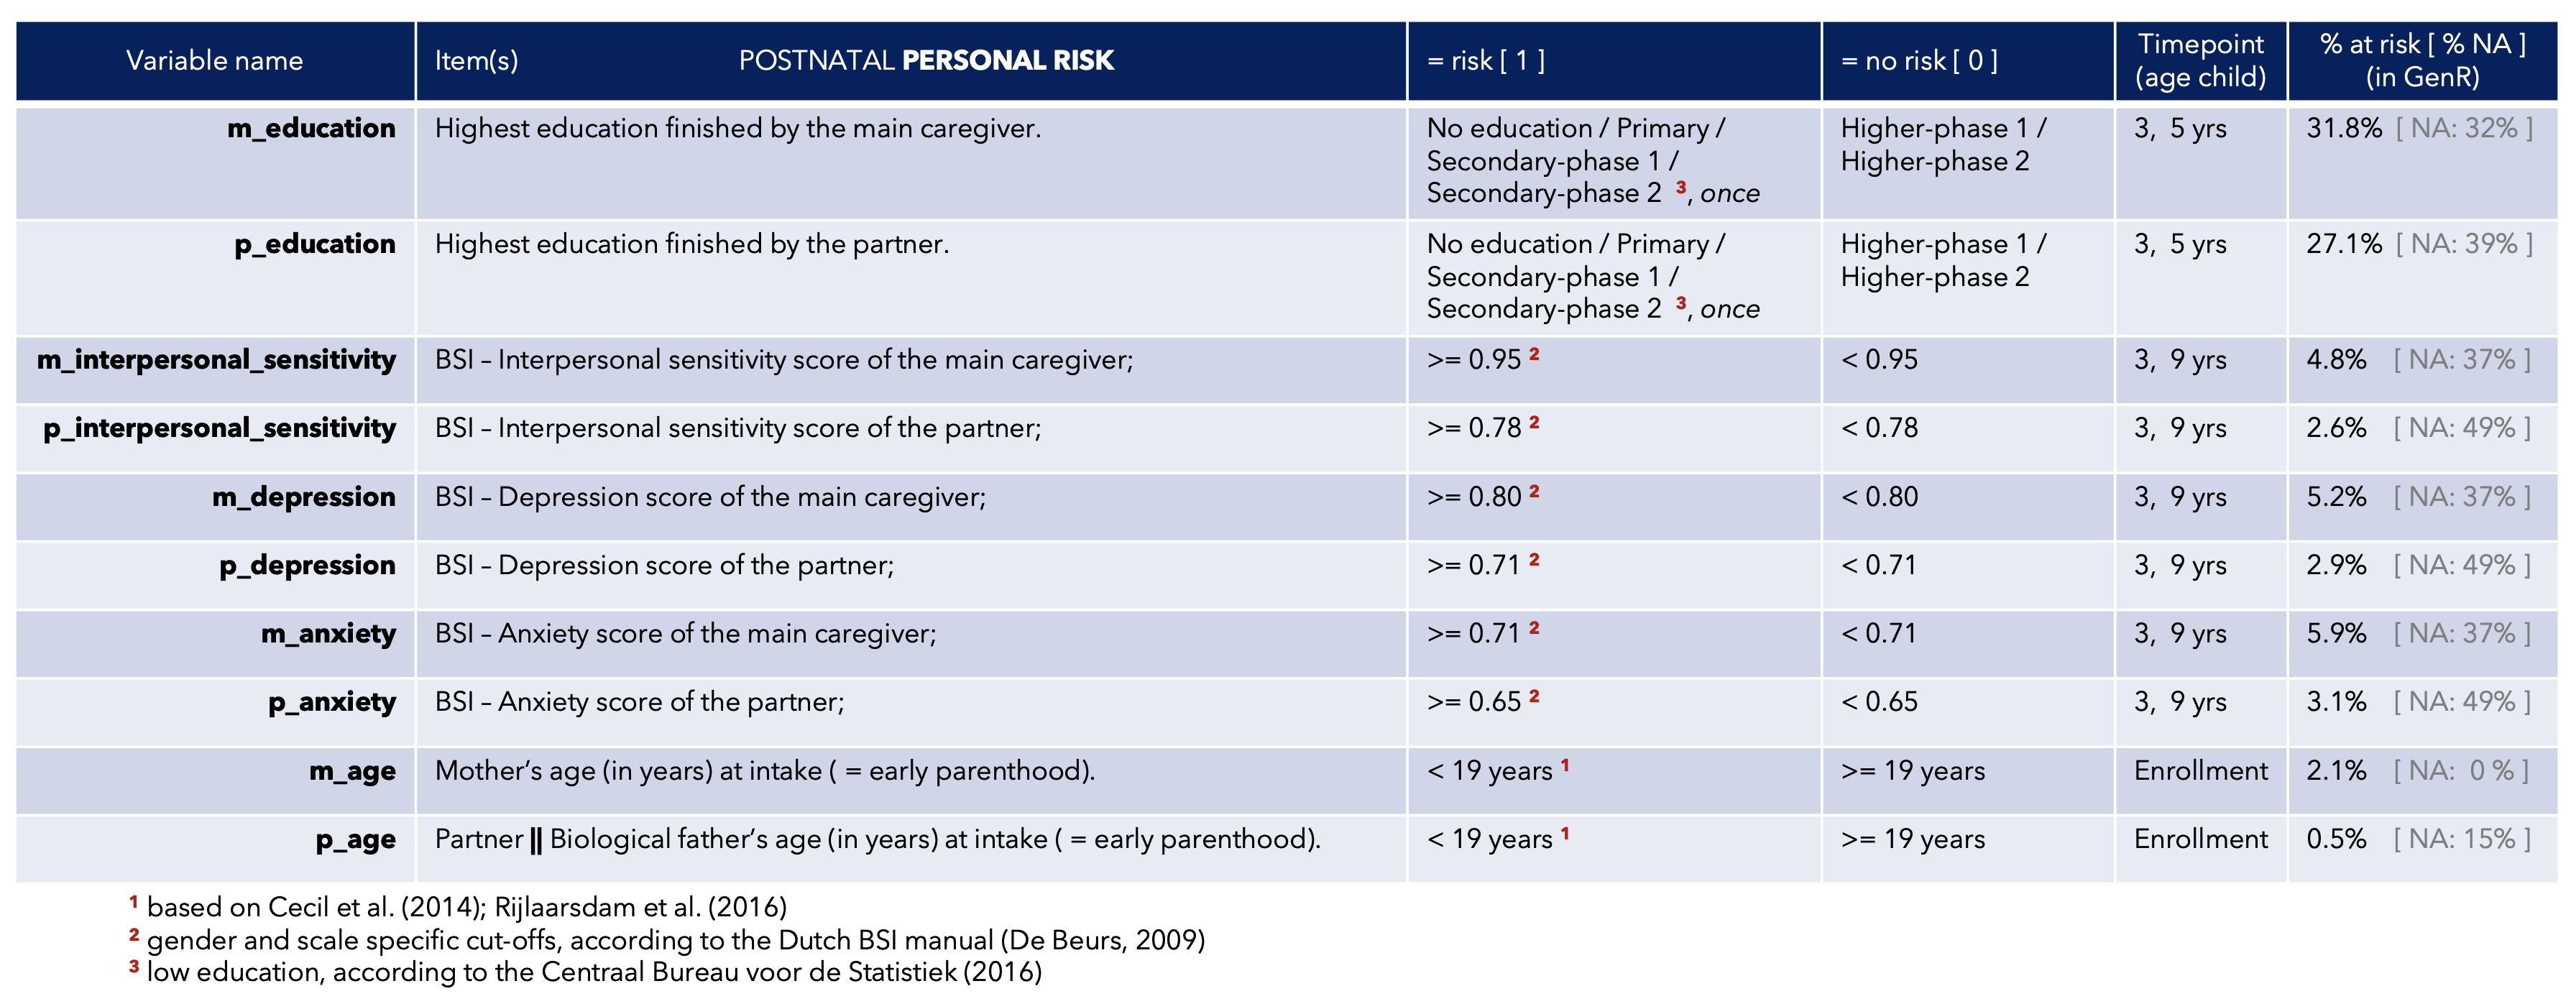 Variable name Item(s) POSTNATAL PERSONAL RISK = risk [ 1 ] = no risk [ 0 ] Timepoint (age child) % at risk [ % NA ] (in GenR)
m_education Highest education finished by the main caregiver. No education / Primary / Higher-phase 1 / 3, 5 yrs 31.8% [ NA: 32% ]
Secondary-phase 1 / Higher-phase 2
Secondary-phase 2 ³, once
p_education Highest education finished by the partner. No education / Primary / Higher-phase 1 / 3, 5 yrs 27.1% [ NA: 39% ]
Secondary-phase 1 / Higher-phase 2
Secondary-phase 2 ³, once
m_interpersonal_sensitivity BSI – Interpersonal sensitivity score of the main caregiver; >= 0.95 ² < 0.95 3, 9 yrs 4.8% [ NA: 37% ]
p_interpersonal_sensitivity BSI – Interpersonal sensitivity score of the partner; >= 0.78 ² < 0.78 3, 9 yrs 2.6% [ NA: 49% ]
m_depression BSI – Depression score of the main caregiver; >= 0.80 ² < 0.80 3, 9 yrs 5.2% [ NA: 37% ]
p_depression BSI – Depression score of the partner; >= 0.71 ² < 0.71 3, 9 yrs 2.9% [ NA: 49% ]
m_anxiety BSI – Anxiety score of the main caregiver; >= 0.71 ² < 0.71 3, 9 yrs 5.9% [ NA: 37% ]
p_anxiety BSI – Anxiety score of the partner; >= 0.65 ² < 0.65 3, 9 yrs 3.1% [ NA: 49% ]
m_age Mother's age (in years) at intake ( = early parenthood). < 19 years ¹ >= 19 years Enrollment 2.1% [ NA: 0 % ]
p_age Partner || Biological father's age (in years) at intake ( = early parenthood). < 19 years ¹ >= 19 years Enrollment 0.5% [ NA: 15% ]
¹ based on Cecil et al. (2014); Rijlaarsdam et al. (2016)
² gender and scale specific cut-offs, according to the Dutch BSI manual (De Beurs, 2009)
³ low education, according to the Centraal Bureau voor de Statistiek (2016)